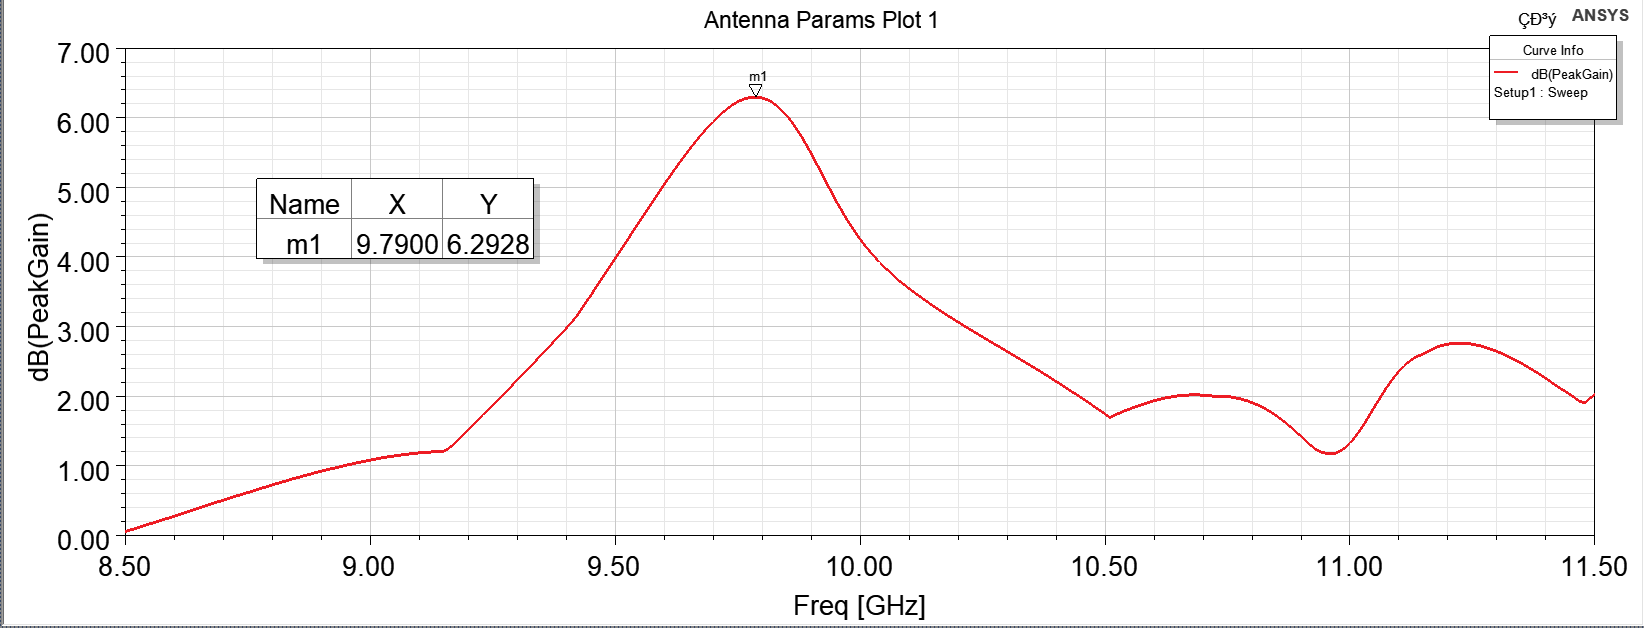 Antenna Params Plot 1
ÇÐ³ý ANSYS
Curve Info
dB(PeakGain)
Setup1 : Sweep
m1
Name X Y
m1 9.7900 6.2928
dB(PeakGain)
7.00
6.00
5.00
4.00
3.00
2.00
1.00
0.00
8.50 9.00 9.50 10.00 10.50 11.00 11.50
Freq [GHz]